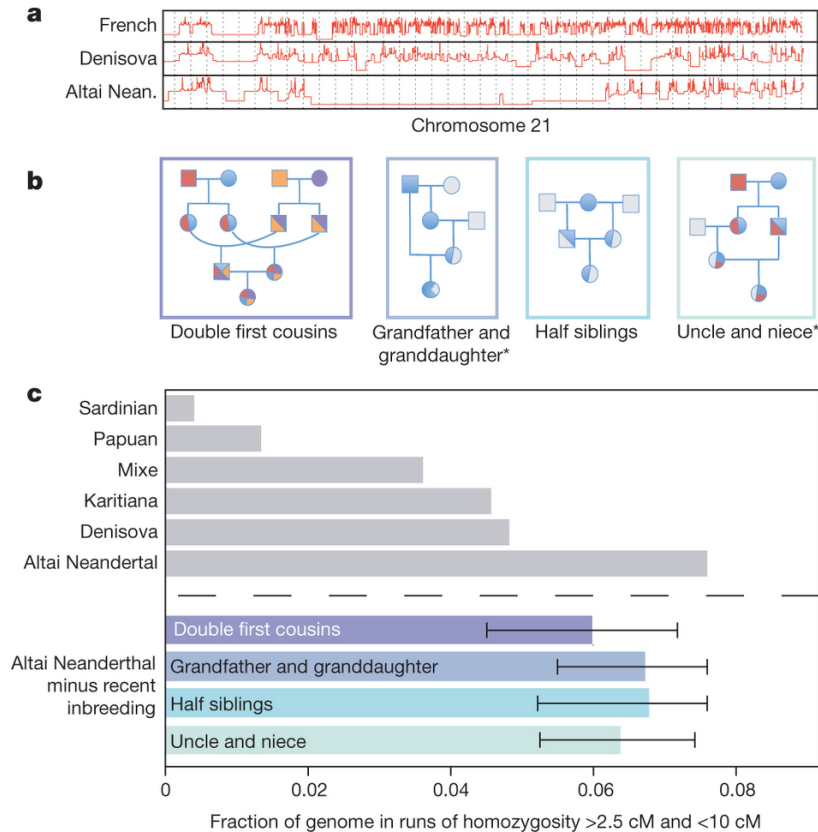 a
French
Denisova
Altai Nean.
Chromosome 21
b
Double first cousins
Grandfather and
granddaughter*
Half siblings
Uncle and niece*
c
Sardinian
Papuan
Mixe
Karitiana
Denisova
Altai Neandertal
Altai Neanderthal
minus recent
inbreeding
Double first cousins
Grandfather and granddaughter
Half siblings
Uncle and niece
0 0.02 0.04 0.06 0.08
Fraction of genome in runs of homozygosity >2.5 cM and <10 cM